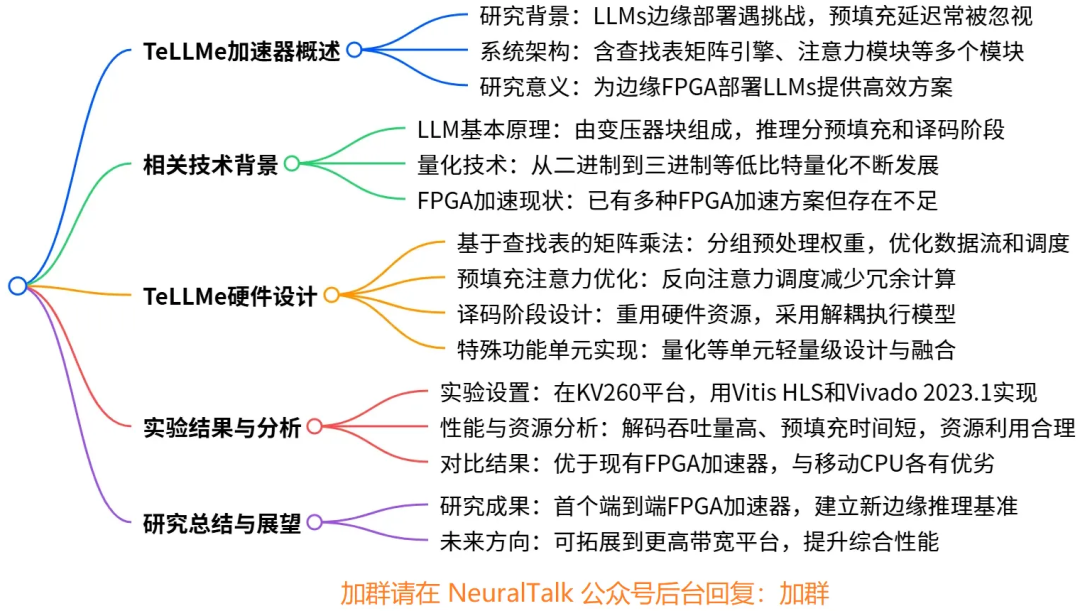 TeLLMe加速器概述
研究背景：LLMs边缘部署遇挑战，预填充延迟常被忽视
系统架构：含查找表矩阵引擎、注意力模块等多个模块
研究意义：为边缘FPGA部署LLMs提供高效方案
相关技术背景
LLM基本原理：由变压器块组成，推理分预填充和译码阶段
量化技术：从二进制到三进制等低比特量化不断发展
FPGA加速现状：已有多种FPGA加速方案但存在不足
TeLLMe硬件设计
基于查找表的矩阵乘法：分组预处理权重，优化数据流和调度
预填充注意力优化：反向注意力调度减少冗余计算
译码阶段设计：重用硬件资源，采用解耦执行模型
特殊功能单元实现：量化等单元轻量级设计与融合
实验结果与分析
实验设置：在KV260平台，用Vitis HLS和Vivado 2023.1实现
性能与资源分析：解码吞吐量高、预填充时间短，资源利用合理
对比结果：优于现有FPGA加速器，与移动CPU各有优劣
研究总结与展望
研究成果：首个端到端FPGA加速器，建立新边缘推理基准
未来方向：可拓展到更高带宽平台，提升综合性能
加群请在 NeuralTalk 公众号后台回复：加群